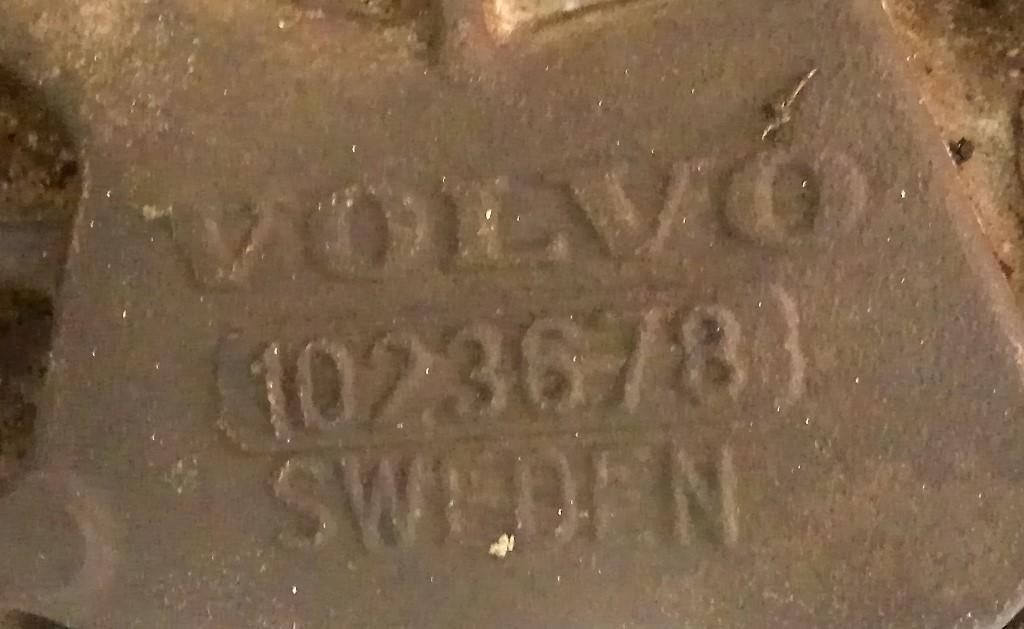 VOLVO
(1023678)
SWEDEN